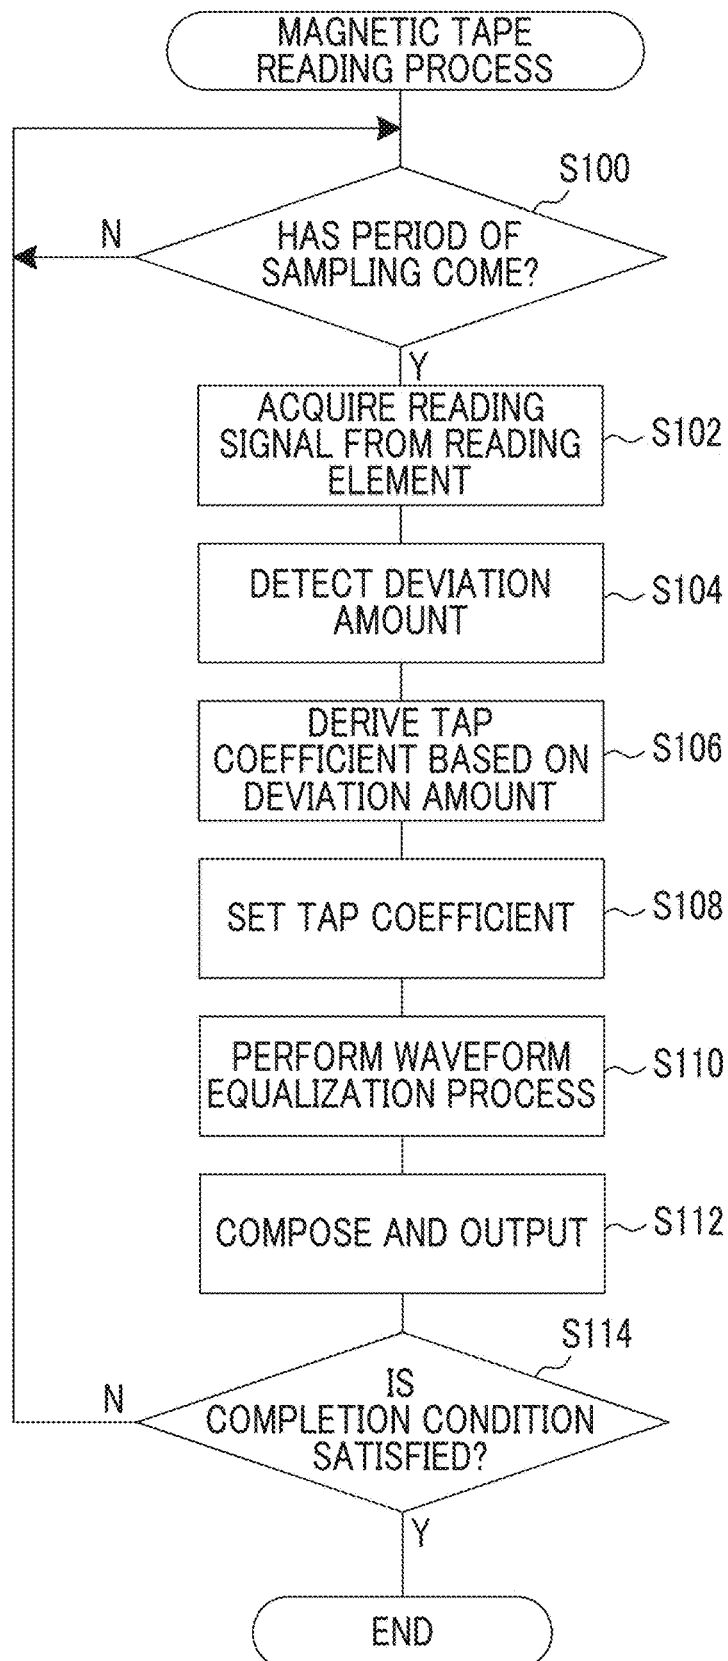 MAGNETIC TAPE
READING PROCESS
S100
N
HAS PERIOD OF
SAMPLING COME?
Y
ACQUIRE READING
SIGNAL FROM READING
ELEMENT
S102
DETECT DEVIATION
AMOUNT
S104
DERIVE TAP
COEFFICIENT BASED ON
DEVIATION AMOUNT
S106
SET TAP COEFFICIENT
S108
PERFORM WAVEFORM
EQUALIZATION PROCESS
S110
COMPOSE AND OUTPUT
S112
S114
N
IS
COMPLETION CONDITION
SATISFIED?
Y
END